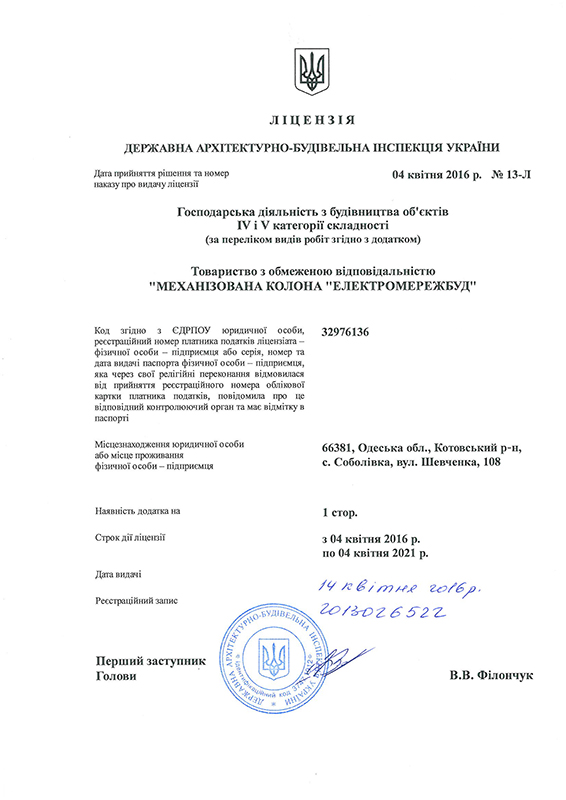 ЛІЦЕНЗІЯ
ДЕРЖАВНА АРХІТЕКТУРНО-БУДІВЕЛЬНА ІНСПЕКЦІЯ УКРАЇНИ
Дата прийняття рішення та номер
наказу про видачу ліцензії
04 квітня 2016 р. № 13-Л
Господарська діяльність з будівництва об'єктів
IV і V категорії складності
(за переліком видів робіт згідно з додатком)
Товариство з обмеженою відповідальністю
"МЕХАНІЗОВАНА КОЛОНА "ЕЛЕКТРОМЕРЕЖБУД"
Код згідно з ЄДРПОУ юридичної особи,
реєстраційний номер платника податків ліцензіата –
фізичної особи – підприємця або серія, номер та
дата видачі паспорта фізичної особи – підприємця,
яка через свої релігійні переконання відмовилася
від прийняття реєстраційного номера облікової
картки платника податків, повідомила про це
відповідний контролюючий орган та має відмітку в
паспорті
32976136
Місцезнаходження юридичної особи
або місце проживання
фізичної особи – підприємця
66381, Одеська обл., Котовський р-н,
с. Соболівка, вул. Шевченка, 108
Наявність додатка на
1 стор.
Строк дії ліцензії
з 04 квітня 2016 р.
по 04 квітня 2021 р.
Дата видачі
14 квітня 2016р.
Реєстраційний запис
2013026522
ДЕРЖАВНА АРХІТЕКТУРНО-БУДІВЕЛЬНА ІНСПЕКЦІЯ УКРАЇНИ
ідентифікаційний код
Перший заступник
Голови
В.В. Філончук